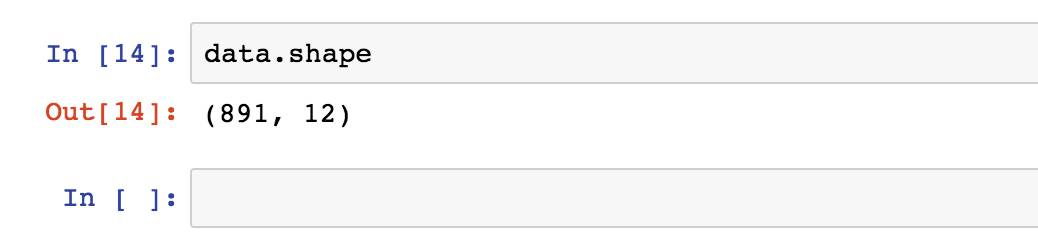 In [14]: data.shape
Out[14]: (891, 12)
In [ ]: